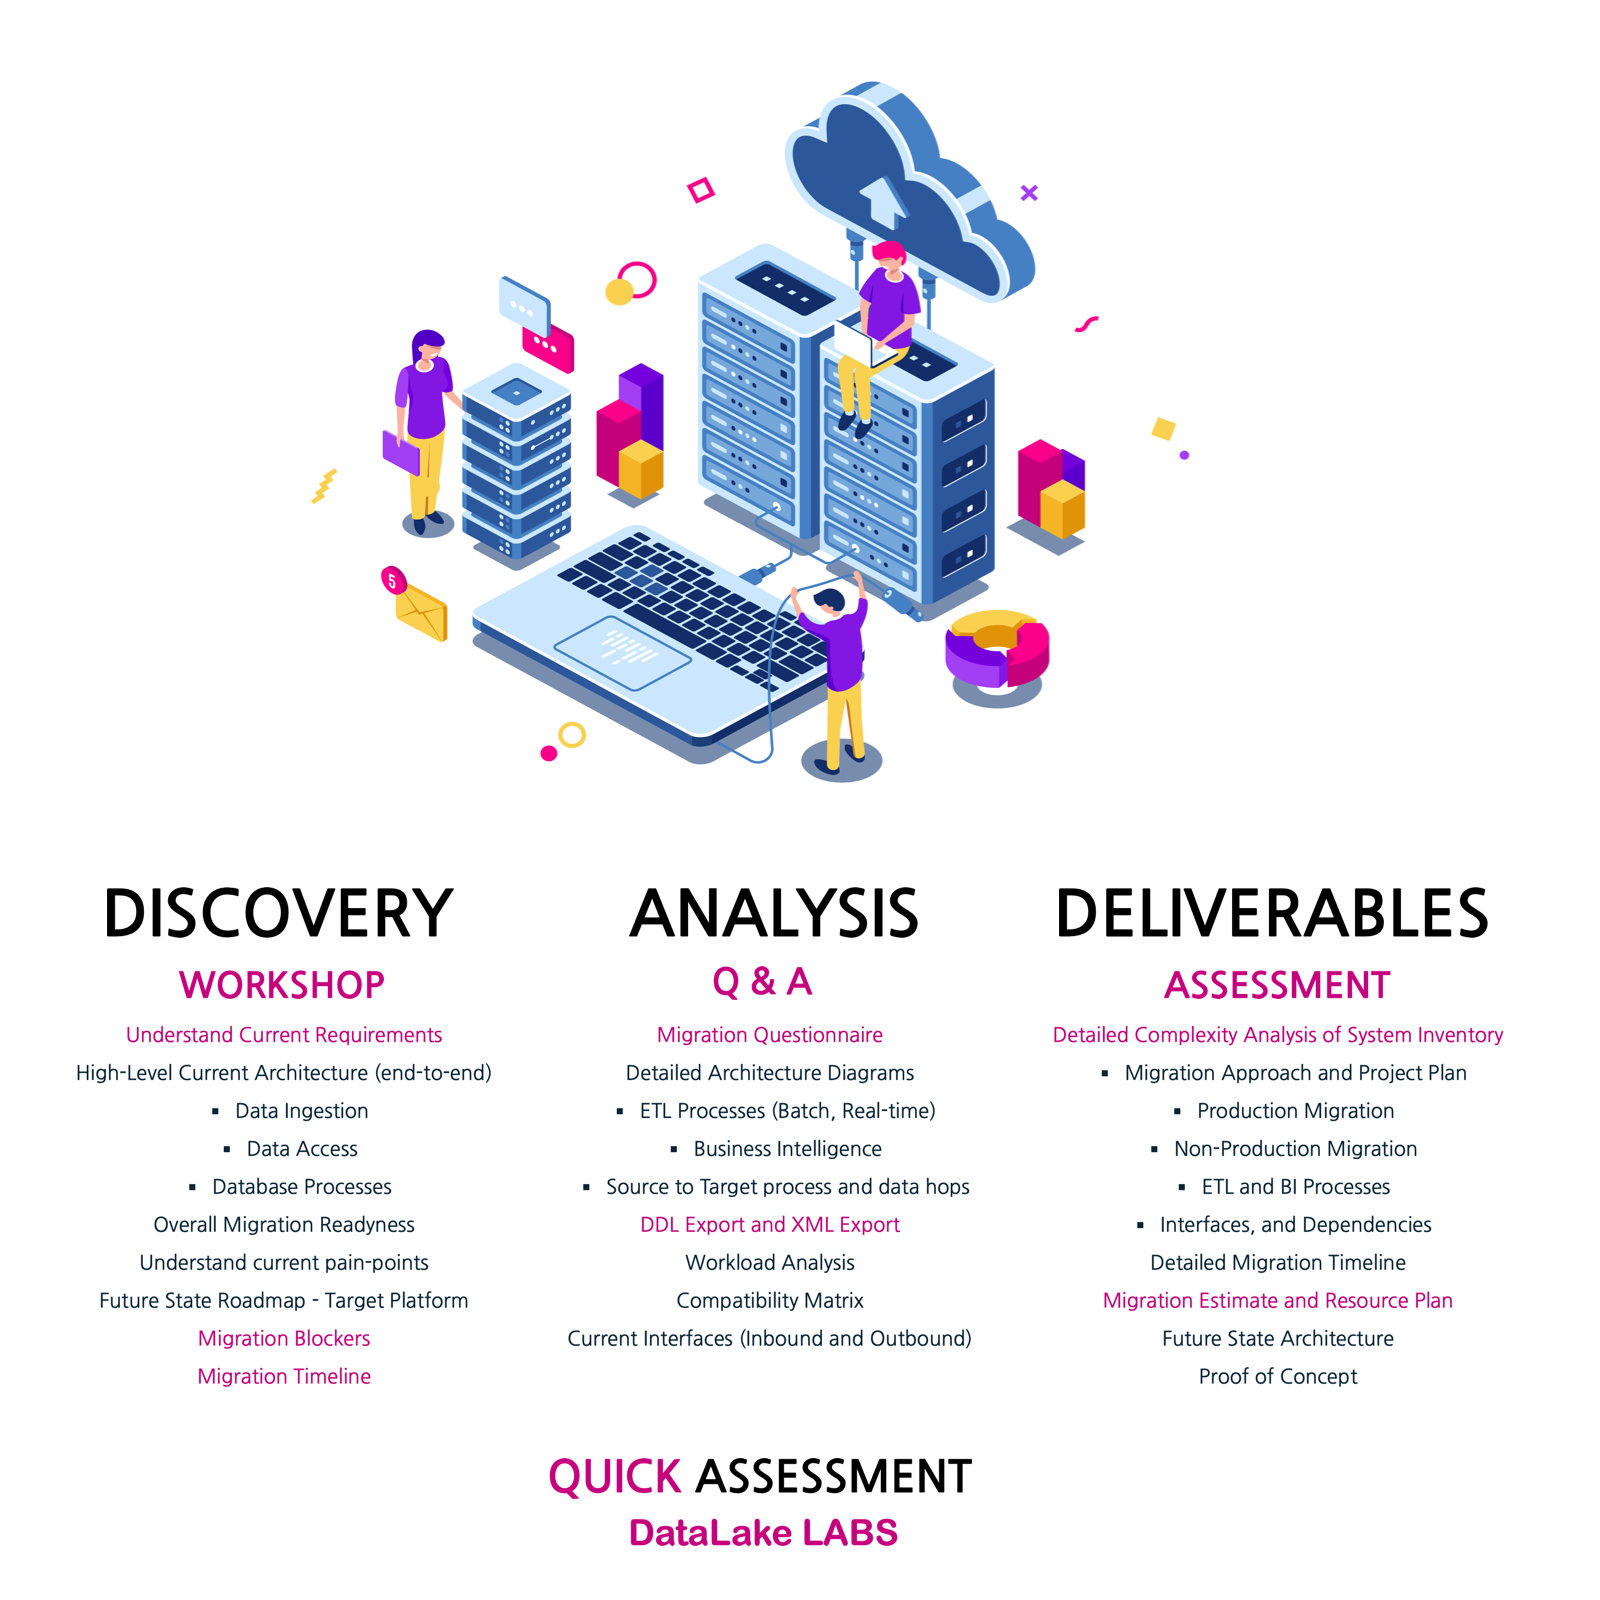 5
DISCOVERY
WORKSHOP
Understand Current Requirements
High-Level Current Architecture (end-to-end)
▪ Data Ingestion
▪ Data Access
▪ Database Processes
Overall Migration Readyness
Understand current pain-points
Future State Roadmap - Target Platform
Migration Blockers
Migration Timeline
ANALYSIS
Q & A
Migration Questionnaire
Detailed Architecture Diagrams
▪ ETL Processes (Batch, Real-time)
▪ Business Intelligence
▪ Source to Target process and data hops
DDL Export and XML Export
Workload Analysis
Compatibility Matrix
Current Interfaces (Inbound and Outbound)
DELIVERABLES
ASSESSMENT
Detailed Complexity Analysis of System Inventory
▪ Migration Approach and Project Plan
▪ Production Migration
▪ Non-Production Migration
▪ ETL and BI Processes
▪ Interfaces, and Dependencies
Detailed Migration Timeline
Migration Estimate and Resource Plan
Future State Architecture
Proof of Concept
QUICK ASSESSMENT
DataLake LABS